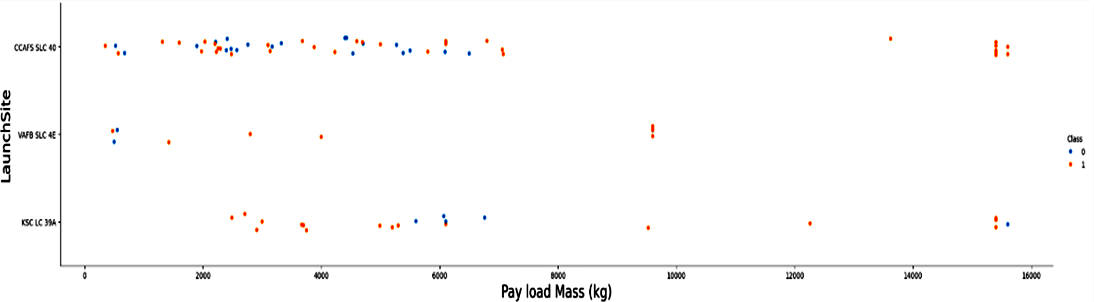 LaunchSite
CCAFS SLC 40
VAFB SLC 4E
KSC LC 39A
0 2000 4000 6000 8000 10000 12000 14000 16000
Pay load Mass (kg)
Class
0
1